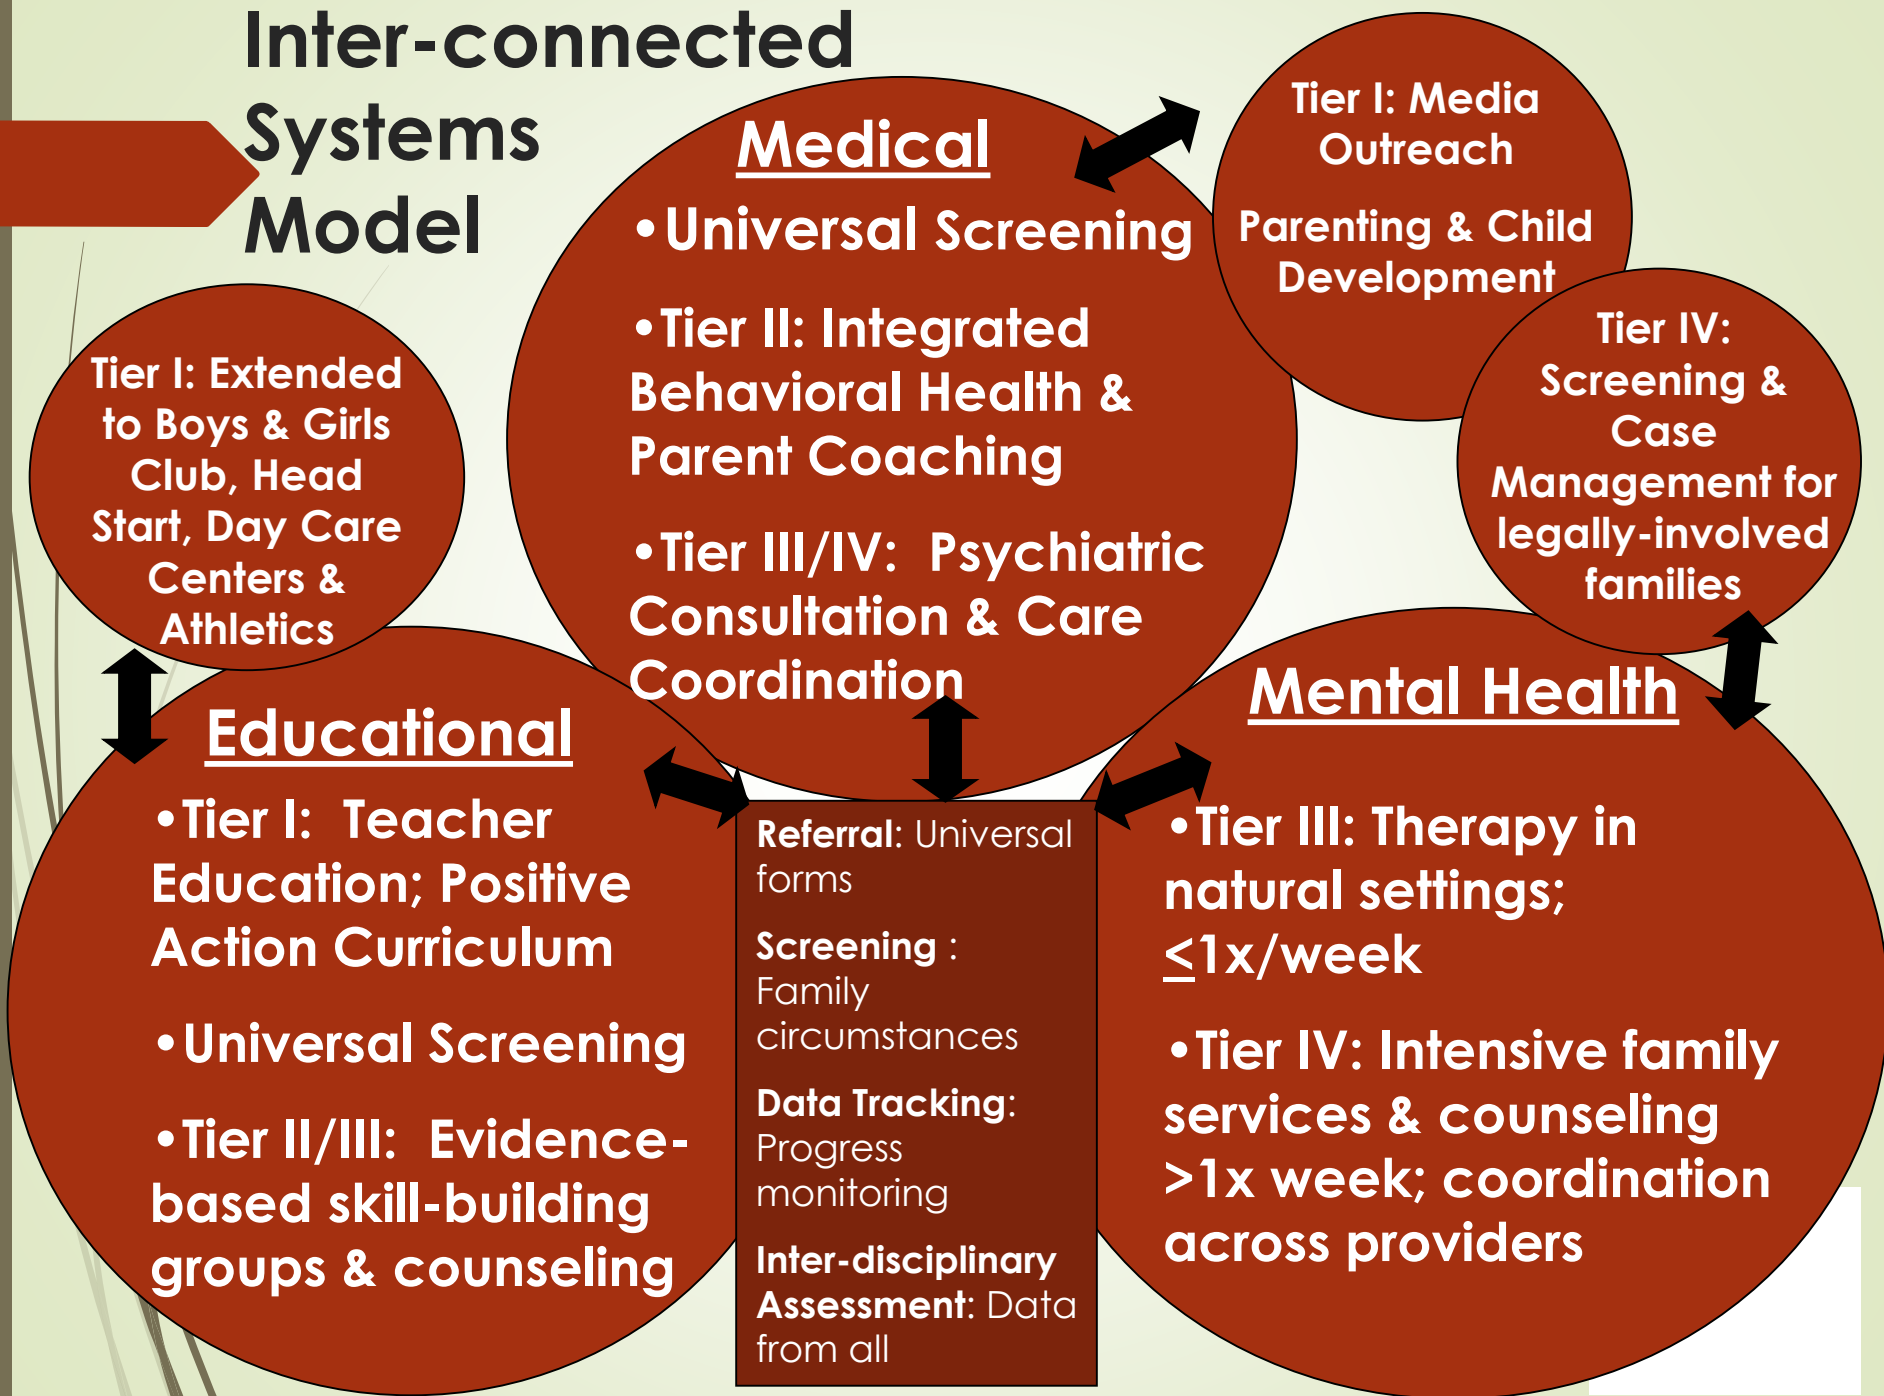 Inter-connected
Systems
Model
Medical
•Universal Screening
•Tier II: Integrated
Behavioral Health &
Parent Coaching
•Tier III/IV:  Psychiatric
Consultation & Care
Coordination
Tier I: Media
Outreach
Parenting & Child
Development
Tier IV:
Screening &
Case
Management for
legally-involved
families
Tier I: Extended
to Boys & Girls
Club, Head
Start, Day Care
Centers &
Athletics
Educational
•Tier I:  Teacher
Education; Positive
Action Curriculum
•Universal Screening
•Tier II/III:  Evidence-
based skill-building
groups & counseling
Referral: Universal
forms
Screening :
Family
circumstances
Data Tracking:
Progress
monitoring
Inter-disciplinary
Assessment: Data
from all
Mental Health
•Tier III: Therapy in
natural settings;
≤1x/week
•Tier IV: Intensive family
services & counseling
>1x week; coordination
across providers